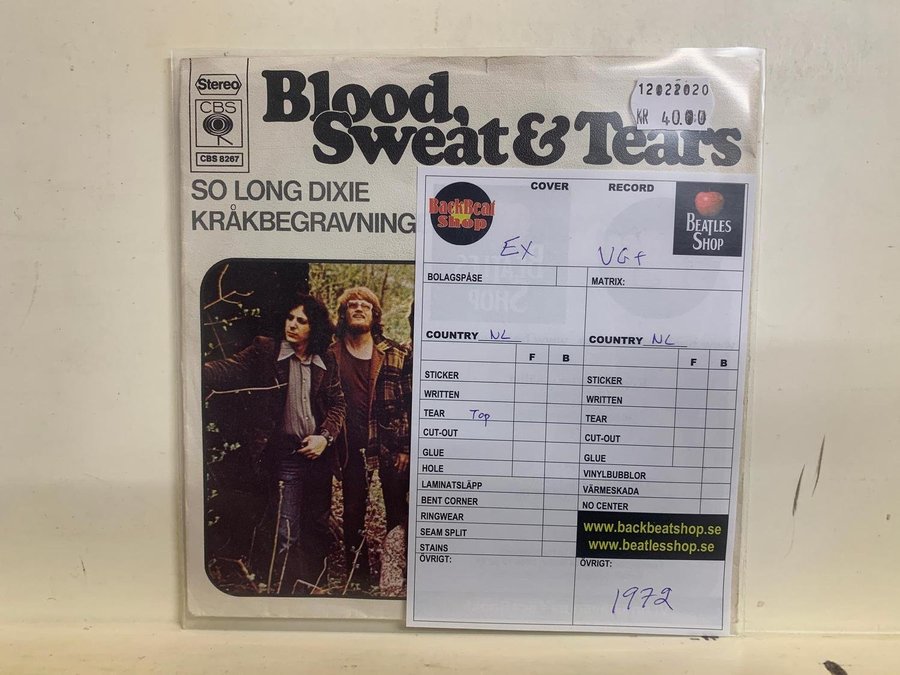 Stereo
CBS
CBS 8267
Blood,
Sweat & Tears
KR 40.00
SO LONG DIXIE
KRÅKBEGRAVNING
BackBeat
Shop
COVER
RECORD
BEATLES
SHOP
EX
VG+
BOLAGSPÅSE
MATRIX:
COUNTRY NL
COUNTRY NL
F B
F B
STICKER
STICKER
WRITTEN
WRITTEN
TEAR Top
TEAR
CUT-OUT
CUT-OUT
GLUE
GLUE
HOLE
VINYLBUBBLOR
LAMINATSLÄPP
VÄRMESKADA
BENT CORNER
NO CENTER
RINGWEAR
www.backbeatshop.se
SEAM SPLIT
www.beatlesshop.se
STAINS
ÖVRIGT:
ÖVRIGT:
1972